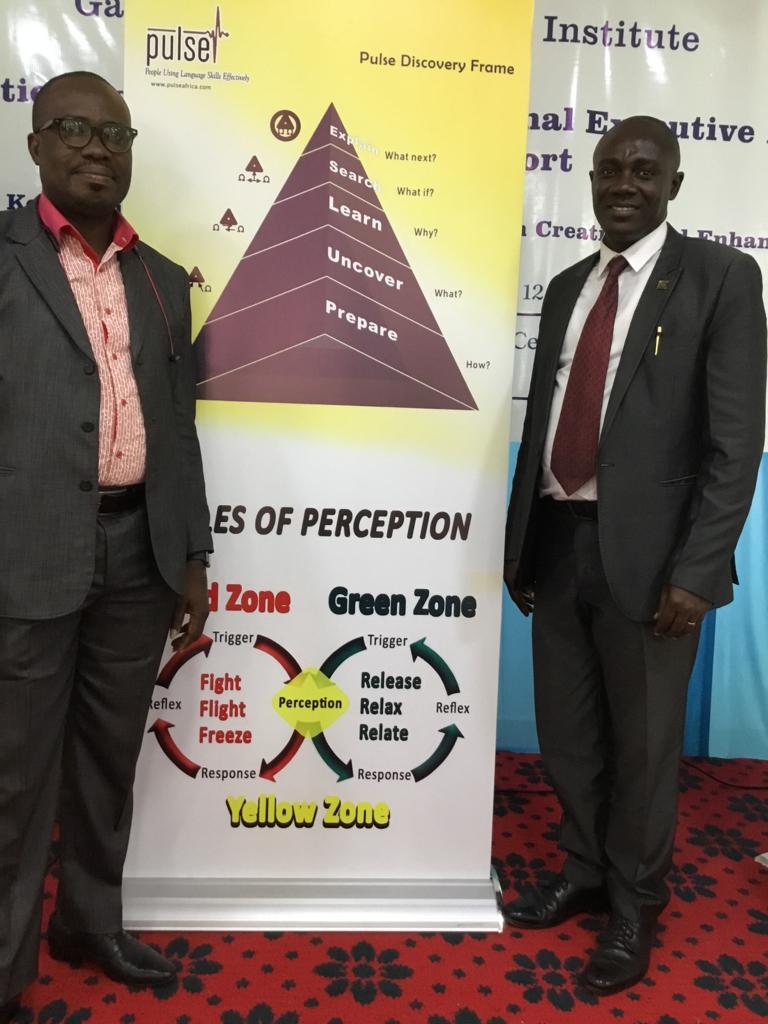 Ga
Institute
nal Executive
ort
Creat
Enhan
12
Ce
pulse
People Using Language Skills Effectively
www.pulseafrica.com
Pulse Discovery Frame
Explain What next?
Search What if?
Learn Why?
Uncover What?
Prepare How?
LES OF PERCEPTION
d Zone Green Zone
Trigger Trigger
Fight Release
Flight Perception Relax
Freeze Relate
Reflex Reflex
Response Response
Yellow Zone